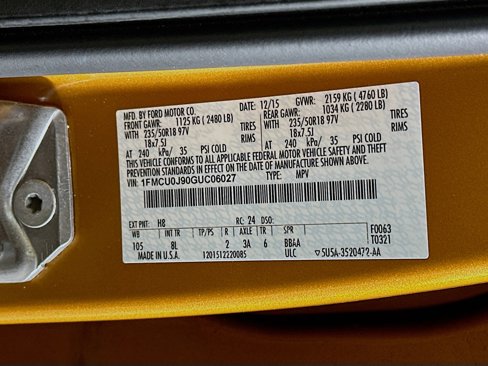 MFD. BY FORD MOTOR CO. DATE: 12/15 GVWR: 2159 KG ( 4760 LB)
FRONT GAWR: 1125 KG ( 2480 LB) REAR GAWR: 1034 KG ( 2280 LB)
WITH 235/50R18 97V TIRES WITH 235/50R18 97V TIRES
18x7.5J RIMS 18x7.5J RIMS
AT 240 kPa/ 35 PSI COLD AT 240 kPa/ 35 PSI COLD
THIS VEHICLE CONFORMS TO ALL APPLICABLE FEDERAL MOTOR VEHICLE SAFETY AND THEFT
PREVENTION STANDARDS IN EFFECT ON THE DATE OF MANUFACTURE SHOWN ABOVE.
VIN: 1FMCU0J90GUC06027 TYPE: MPV
EXT PNT: H8 RC: 24 DSO:
WB INT TR TP/PS R AXLE TR SPR F0063
105 8L 2 3A 6 BBAA T0321
MADE IN U.S.A. 1201512220085 ULC 5U5A-3520472-AA